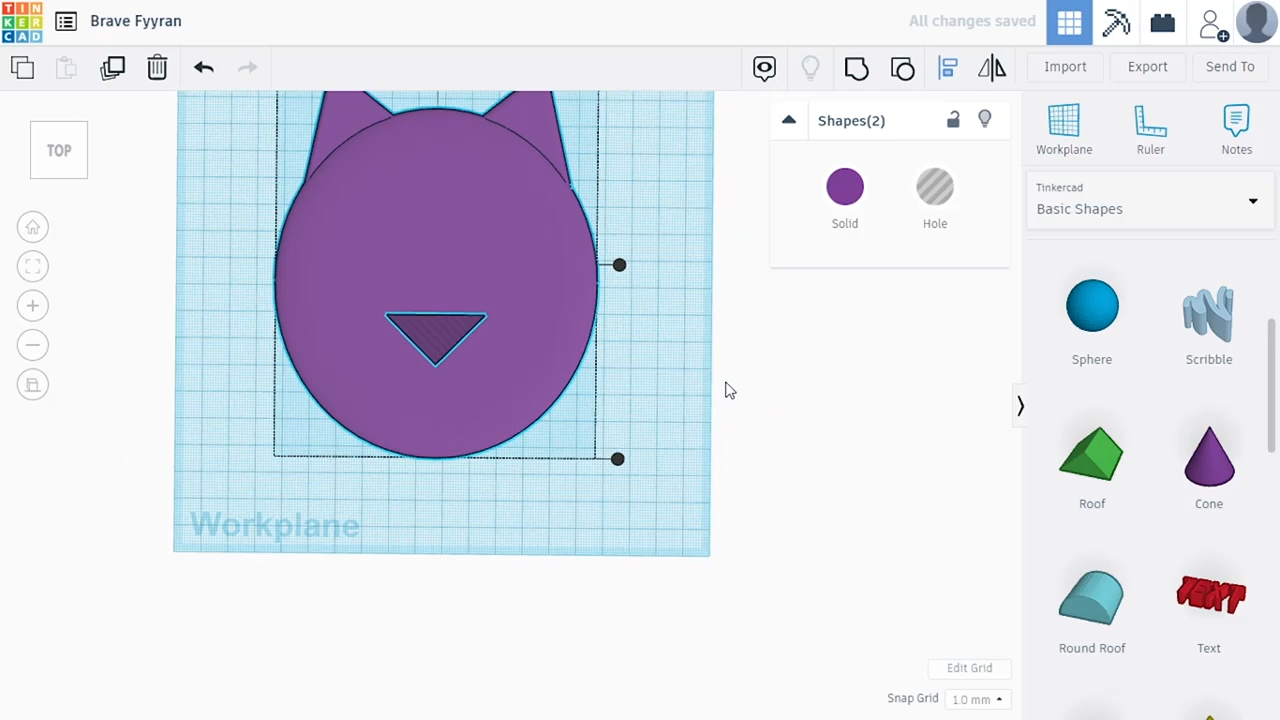 TIN
KER
CAD
Brave Fyyran
All changes saved
Import
Export
Send To
TOP
Shapes(2)
Solid
Hole
Workplane
Ruler
Notes
Tinkercad
Basic Shapes
Sphere
Scribble
Roof
Cone
Round Roof
TEXT
Text
Workplane
Edit Grid
Snap Grid 1.0 mm